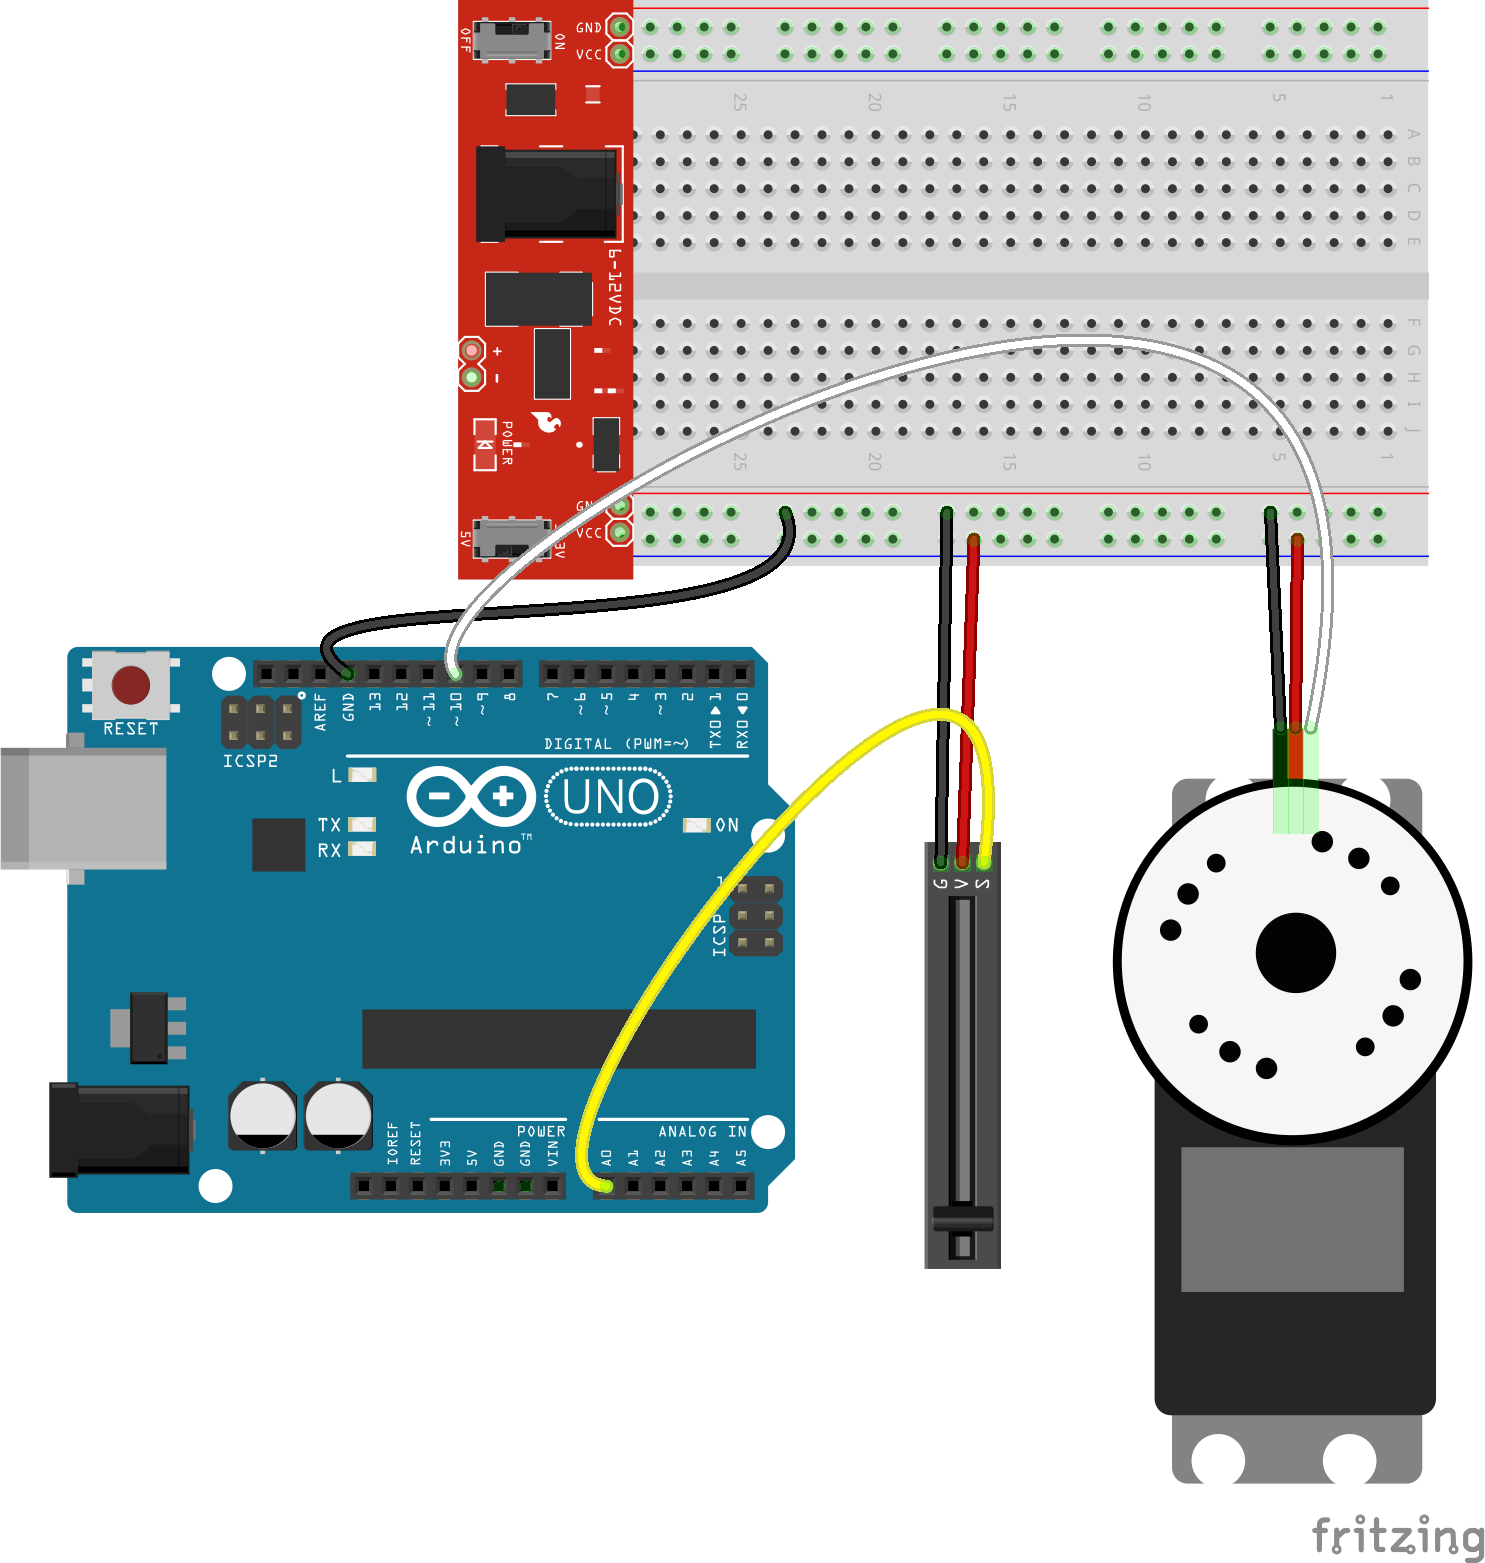 OFF
ON
GND
VCC
25
20
15
10
5
1
A
B
C
D
E
6-12VDC
F
G
H
I
J
+
-
POWER
25
20
15
10
5
1
GND
VCC
5V
RESET
ICSP2
AREF
GND
13
12
~11
~10
~9
8
7
~6
~5
4
~3
2
TX0▶1
RX0◀0
DIGITAL (PWM=~)
L
TX
RX
UNO
Arduino™
ON
ICSP
1
G
V
S
IOREF
RESET
3V3
5V
GND
GND
VIN
POWER
A0
A1
A2
A3
A4
A5
ANALOG IN
fritzing